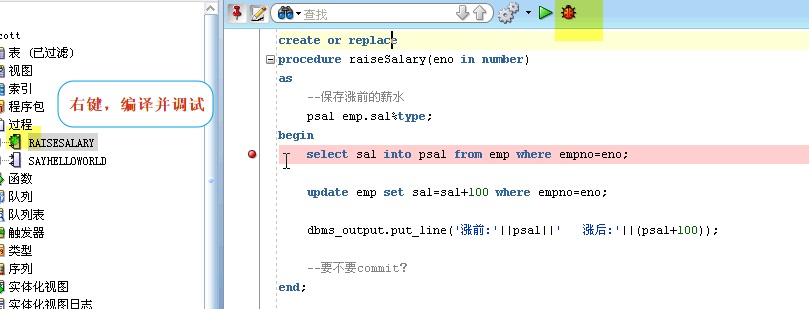 查找
cott
表 (已过滤)
视图
索引
程序包
右键，编译并调试
过程
RAISESALARY
SAYHELLOWORLD
函数
队列
队列表
触发器
类型
序列
实体化视图
实体化视图日志
create or replace
procedure raiseSalary(eno in number)
as
--保存涨前的薪水
psal emp.sal%type;
begin
select sal into psal from emp where empno=eno;
update emp set sal=sal+100 where empno=eno;
dbms_output.put_line('涨前:'||psal||'   涨后:'||(psal+100));
--要不要commit?
end;